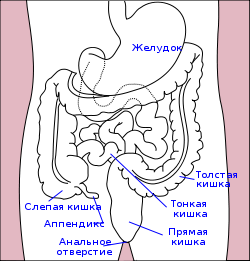 Желудок
Толстая
кишка
Тонкая
кишка
Слепая кишка
Аппендикс
Прямая
кишка
Анальное
отверстие